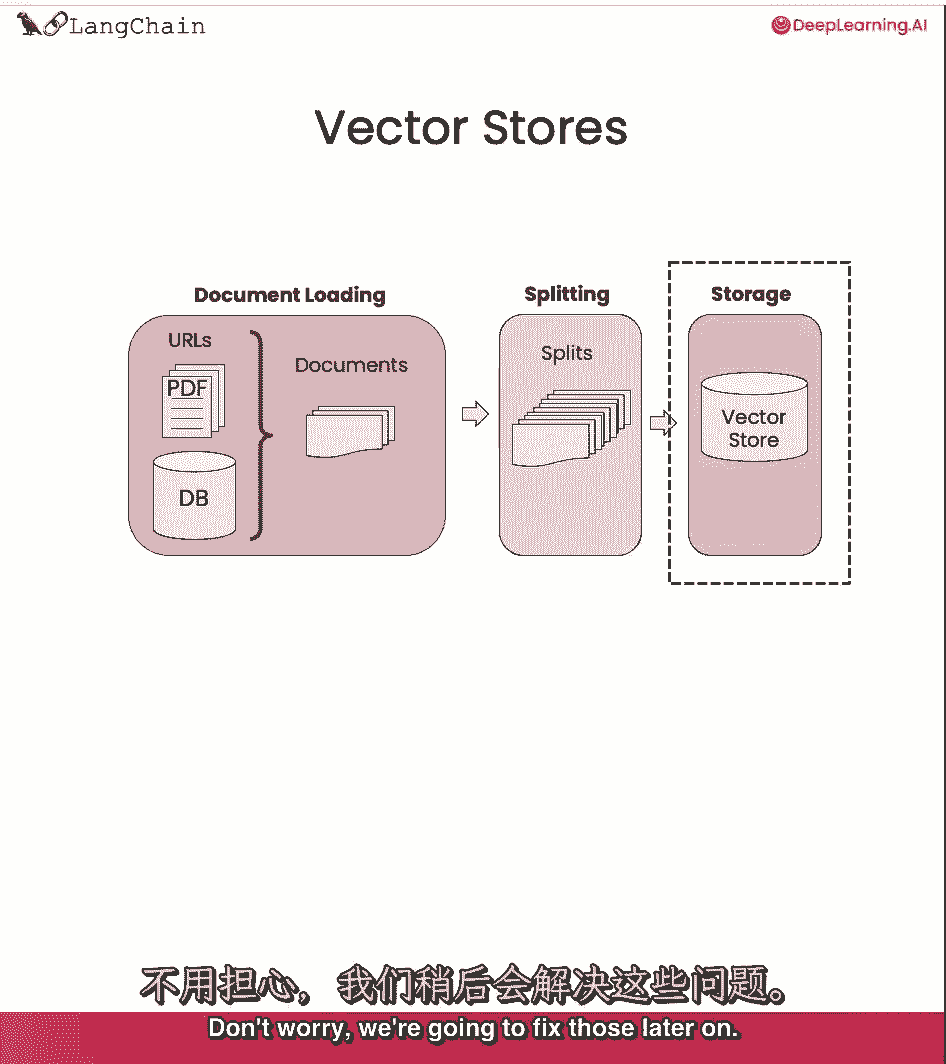 LangChain
DeepLearning.AI
Vector Stores
Document Loading
Splitting
Storage
URLs
PDF
DB
Documents
Splits
Vector
Store
不用担心，我们稍后会解决这些问题。
Don't worry, we're going to fix those later on.